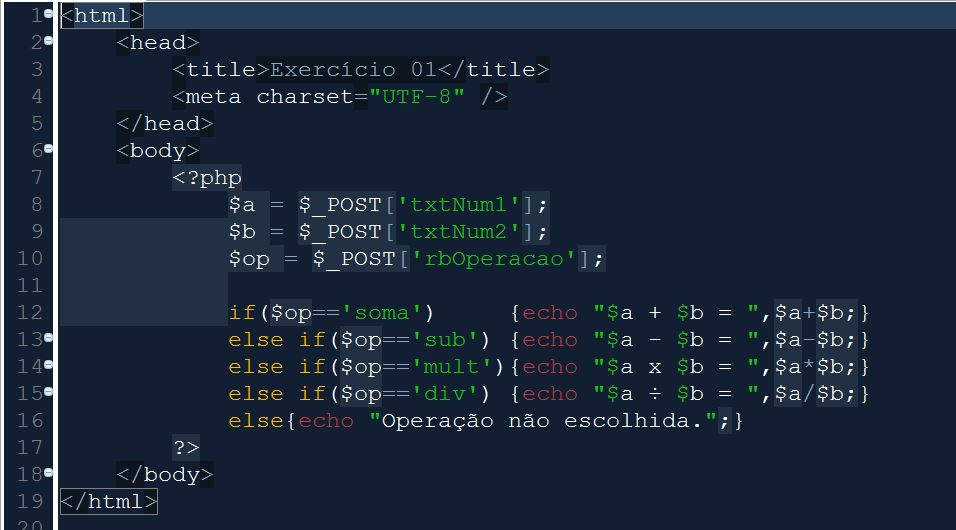 1 <html>
2 <head>
3 <title>Exercício 01</title>
4 <meta charset="UTF-8" />
5 </head>
6 <body>
7 <?php
8 $a = $_POST['txtNum1'];
9 $b = $_POST['txtNum2'];
10 $op = $_POST['rbOperacao'];
11
12 if($op=='soma') {echo "$a + $b = ",$a+$b;}
13 else if($op=='sub') {echo "$a - $b = ",$a-$b;}
14 else if($op=='mult'){echo "$a x $b = ",$a*$b;}
15 else if($op=='div') {echo "$a ÷ $b = ",$a/$b;}
16 else{echo "Operação não escolhida.";}
17 ?>
18 </body>
19 </html>
20